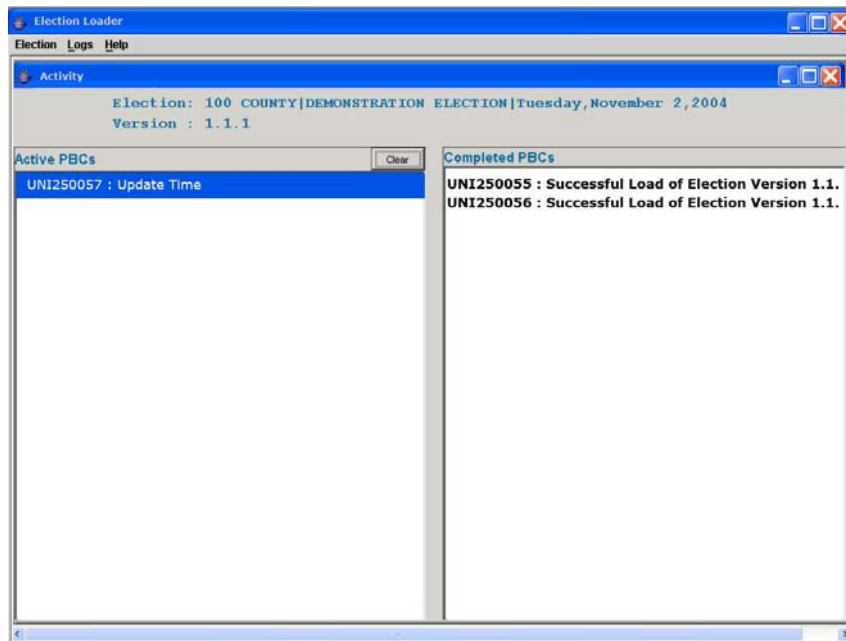 Election Loader
Election Logs Help
Activity
Election: 100 COUNTY|DEMONSTRATION ELECTION|Tuesday,November 2,2004
Version : 1.1.1
Active PBCs
Clear
UNI250057 : Update Time
Completed PBCs
UNI250055 : Successful Load of Election Version 1.1.
UNI250056 : Successful Load of Election Version 1.1.